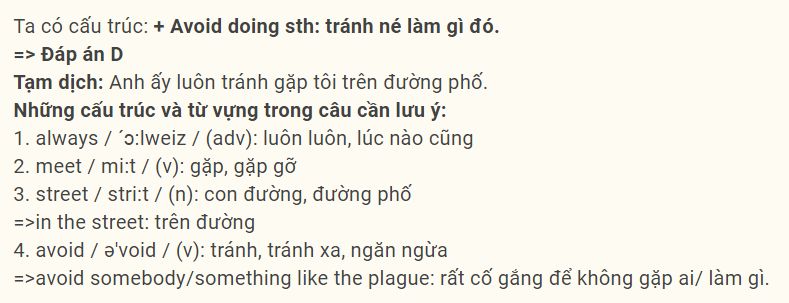 Ta có cấu trúc: + Avoid doing sth: tránh né làm gì đó.
=> Đáp án D
Tạm dịch: Anh ấy luôn tránh gặp tôi trên đường phố.
Những cấu trúc và từ vựng trong câu cần lưu ý:
1. always / ´ɔ:lweiz / (adv): luôn luôn, lúc nào cũng
2. meet / mi:t / (v): gặp, gặp gỡ
3. street / stri:t / (n): con đường, đường phố
=>in the street: trên đường
4. avoid / ə'void / (v): tránh, tránh xa, ngăn ngừa
=>avoid somebody/something like the plague: rất cố gắng để không gặp ai/ làm gì.